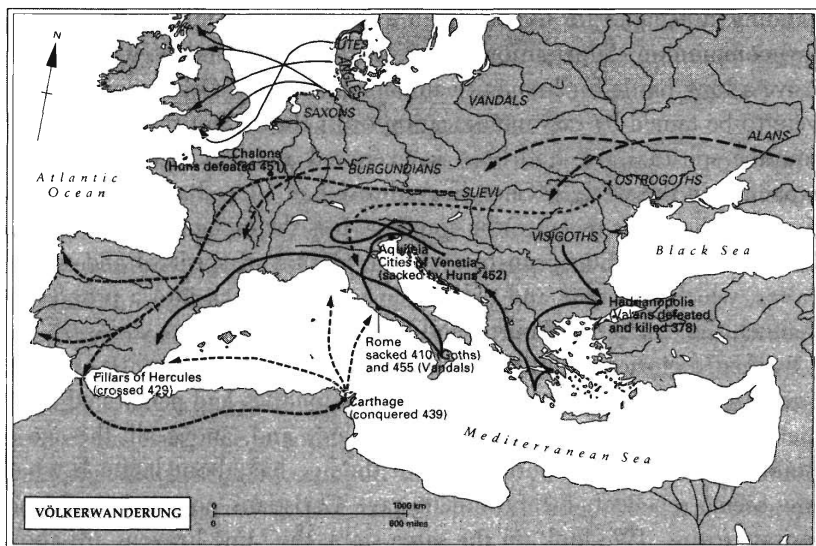 N
JUTES
ANGLES
SAXONS
VANDALS
ALANS
Chalons
(Huns defeated 451)
BURGUNDIANS
Atlantic
Ocean
SUEVI
OSTROGOTHS
VISIGOTHS
Black Sea
Aquileia
Cities of Venetia
(sacked by Huns 452)
Hadrianopolis
(Valens defeated
and killed 378)
Rome
sacked 410 (Goths)
and 455 (Vandals)
Pillars of Hercules
(crossed 429)
Carthage
(conquered 439)
Mediterranean Sea
VÖLKERWANDERUNG
0 1000 km
0 600 miles